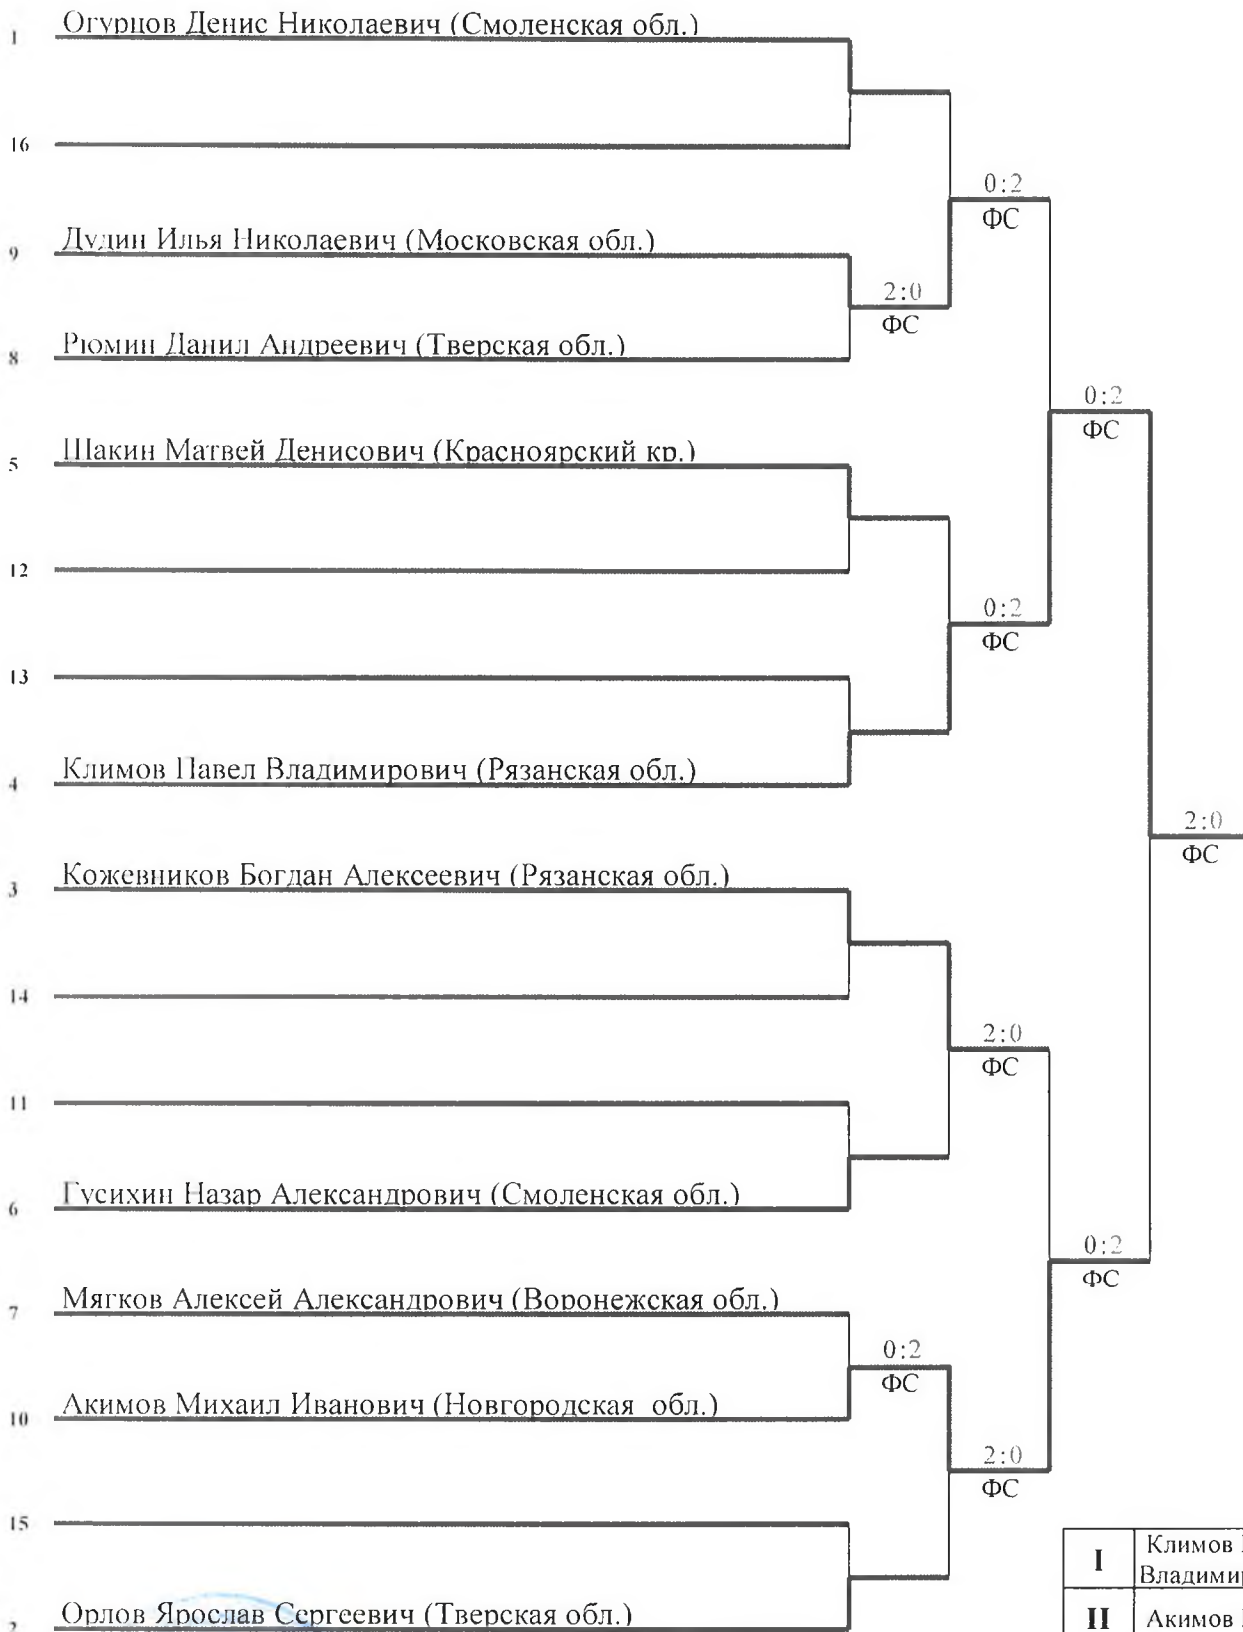 1 Огурцов Денис Николаевич (Смоленская обл.)
16
0:2
ФС
9 Дудин Илья Николаевич (Московская обл.)
2:0
ФС
8 Рюмин Данил Андреевич (Тверская обл.)
0:2
ФС
5 Шакин Матвей Денисович (Красноярский кр.)
12
0:2
ФС
13
4 Климов Павел Владимирович (Рязанская обл.)
2:0
ФС
3 Кожевников Богдан Алексеевич (Рязанская обл.)
14
2:0
ФС
11
6 Гусихин Назар Александрович (Смоленская обл.)
0:2
ФС
7 Мягков Алексей Александрович (Воронежская обл.)
0:2
ФС
10 Акимов Михаил Иванович (Новгородская обл.)
2:0
ФС
15
I Климов
2 Орлов Ярослав Сергеевич (Тверская обл.)
II Акимов